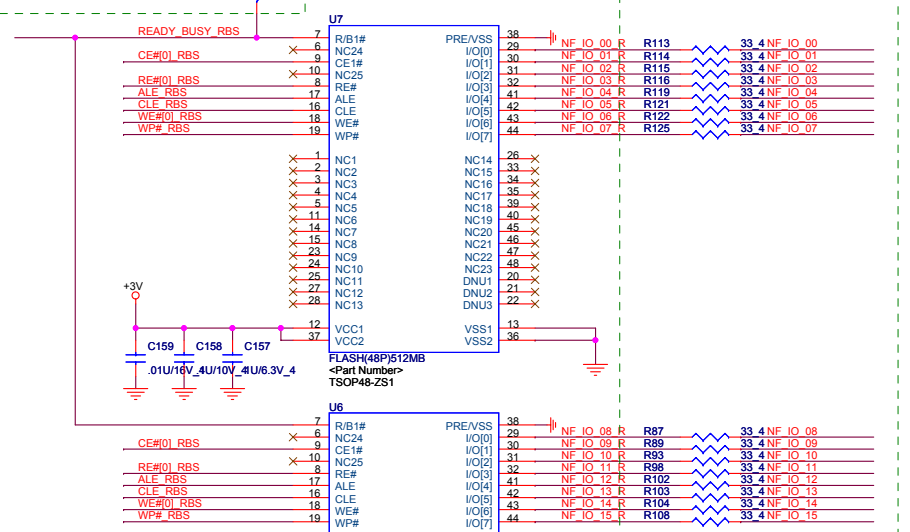 U7
READY_BUSY_RBS 7 R/B1# PRE/VSS 38
6 NC24 I/O[0] 29 NF_IO_00_R R113 33_4 NF_IO_00
CE#[0]_RBS 9 CE1# I/O[1] 30 NF_IO_01_R R114 33_4 NF_IO_01
10 NC25 I/O[2] 31 NF_IO_02_R R115 33_4 NF_IO_02
RE#[0]_RBS 8 RE# I/O[3] 32 NF_IO_03_R R116 33_4 NF_IO_03
ALE_RBS 17 ALE I/O[4] 41 NF_IO_04_R R119 33_4 NF_IO_04
CLE_RBS 16 CLE I/O[5] 42 NF_IO_05_R R121 33_4 NF_IO_05
WE#[0]_RBS 18 WE# I/O[6] 43 NF_IO_06_R R122 33_4 NF_IO_06
WP#_RBS 19 WP# I/O[7] 44 NF_IO_07_R R125 33_4 NF_IO_07
1 NC1 NC14 26
2 NC2 NC15 33
3 NC3 NC16 34
4 NC4 NC17 35
5 NC5 NC18 39
11 NC6 NC19 40
14 NC7 NC20 45
15 NC8 NC21 46
23 NC9 NC22 47
24 NC10 NC23 48
25 NC11 DNU1 20
27 NC12 DNU2 21
28 NC13 DNU3 22
+3V
12 VCC1 VSS1 13
37 VCC2 VSS2 36
C159 C158 C157
.01U/16V_4 U/10V_4 1U/6.3V_4
FLASH(48P)512MB
<Part Number>
TSOP48-ZS1
U6
7 R/B1# PRE/VSS 38
6 NC24 I/O[0] 29 NF_IO_08_R R87 33_4 NF_IO_08
CE#[0]_RBS 9 CE1# I/O[1] 30 NF_IO_09_R R89 33_4 NF_IO_09
10 NC25 I/O[2] 31 NF_IO_10_R R93 33_4 NF_IO_10
RE#[0]_RBS 8 RE# I/O[3] 32 NF_IO_11_R R98 33_4 NF_IO_11
ALE_RBS 17 ALE I/O[4] 41 NF_IO_12_R R102 33_4 NF_IO_12
CLE_RBS 16 CLE I/O[5] 42 NF_IO_13_R R103 33_4 NF_IO_13
WE#[0]_RBS 18 WE# I/O[6] 43 NF_IO_14_R R104 33_4 NF_IO_14
WP#_RBS 19 WP# I/O[7] 44 NF_IO_15_R R108 33_4 NF_IO_15